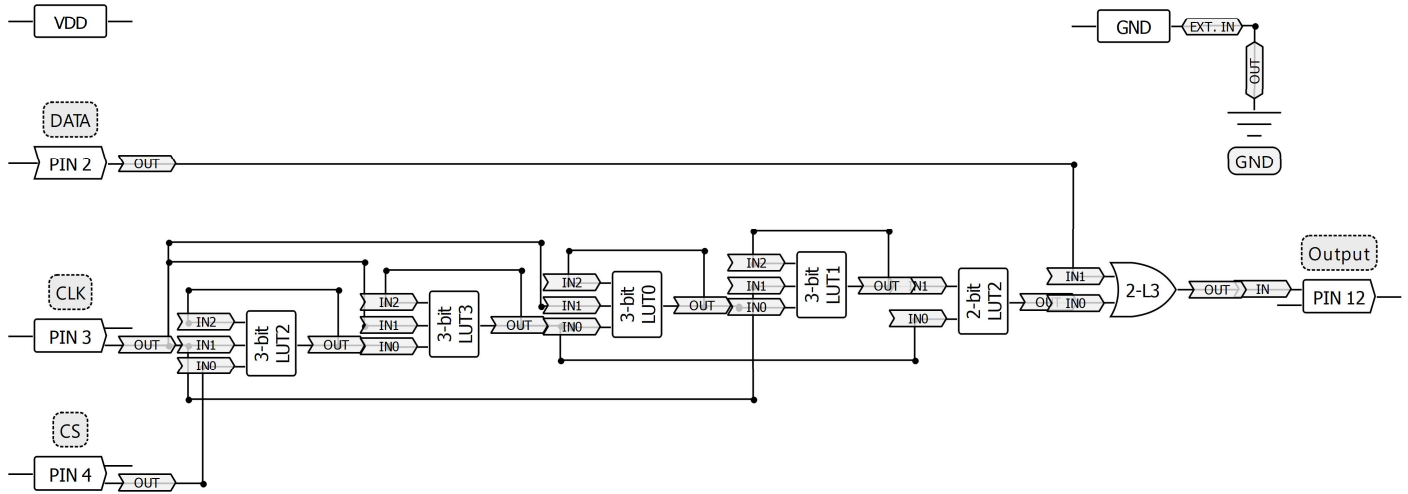 VDD
GND
EXT. IN
OUT
GND
DATA
PIN 2
OUT
CLK
PIN 3
OUT
IN2
IN1
IN0
3-bit
LUT2
OUT
IN2
IN1
IN0
3-bit
LUT3
OUT
IN2
IN1
IN0
3-bit
LUT0
OUT
IN2
IN1
IN0
3-bit
LUT1
OUT
IN0
2-bit
LUT2
IN1
IN0
2-L3
OUT
IN
Output
PIN 12
CS
PIN 4
OUT